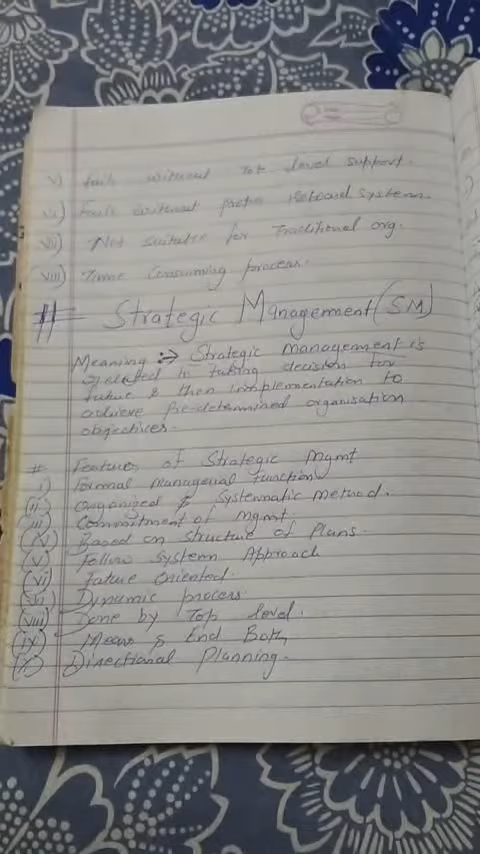 v) fails without Top level support.
vi) Fails without proper reward system.
vii) Not suitable for Traditional org.
viii) Time Consuming process.
# Strategic Management (SM)
Meaning :-> Strategic management is
related to taking decision for
future & then implementation to
achieve pre-determined organisation
objectives.
# Features of Strategic Mgmt
i) Formal Managerial Function
(ii) Organized & Systematic method.
iii) Commitment of Mgmt.
(iv) Based on structure of Plans.
(v) Follow System Approach
(vi) Future Oriented.
vii) Dynamic process
(viii) Done by Top level.
(ix) Means & End Both
(x) Directional Planning.